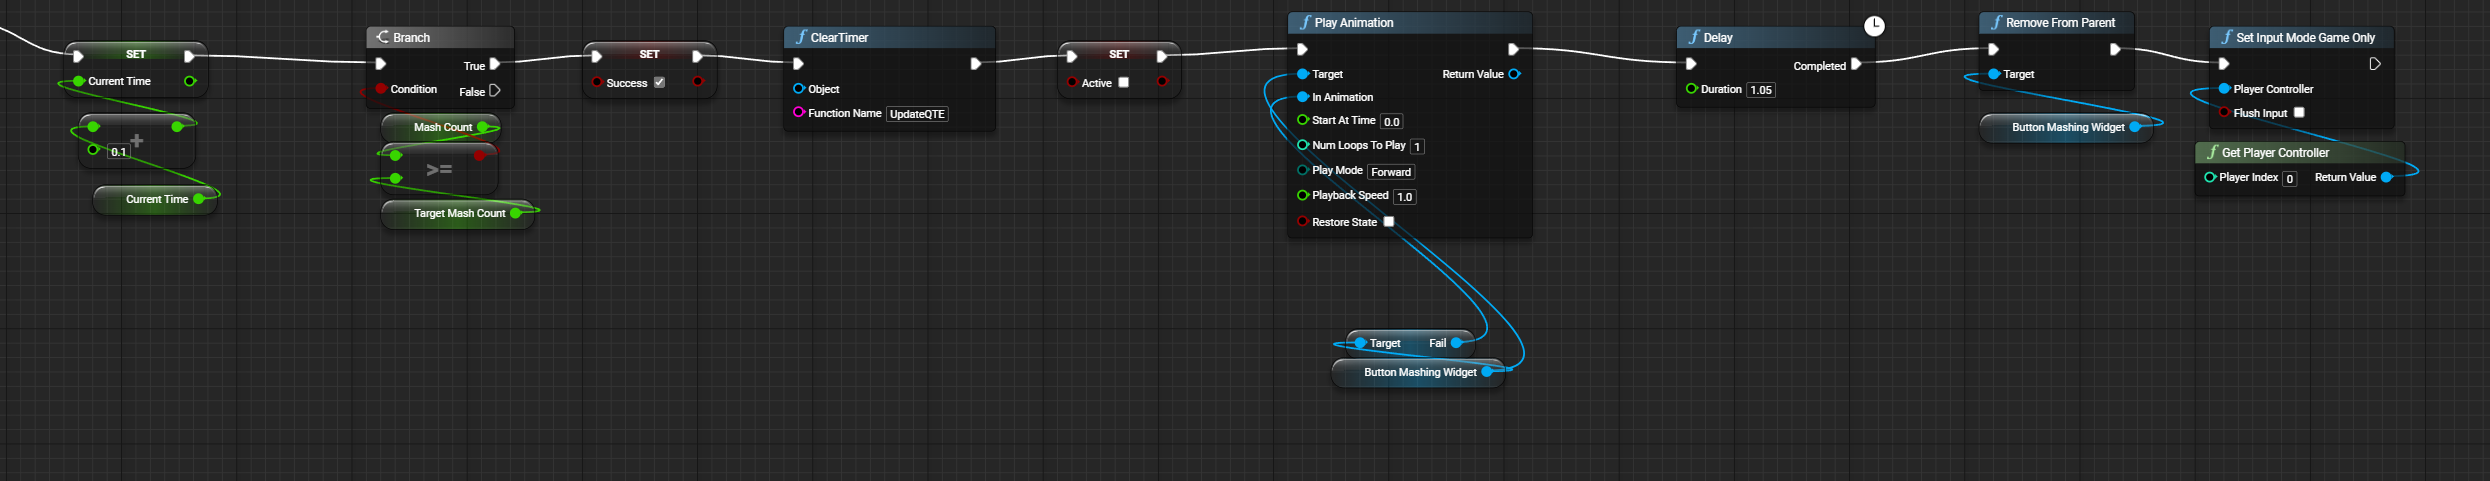 SET
Current Time
0.1
Current Time
Branch
True
Condition
False
Mash Count
>=
Target Mash Count
SET
Success
ClearTimer
Object
Function Name UpdateQTE
SET
Active
Play Animation
Target Return Value
In Animation
Start At Time 0.0
Num Loops To Play 1
Play Mode Forward
Playback Speed 1.0
Restore State
Target Fail
Button Mashing Widget
Delay
Completed
Duration 1.05
Remove From Parent
Target
Button Mashing Widget
Set Input Mode Game Only
Player Controller
Flush Input
Get Player Controller
Player Index 0 Return Value